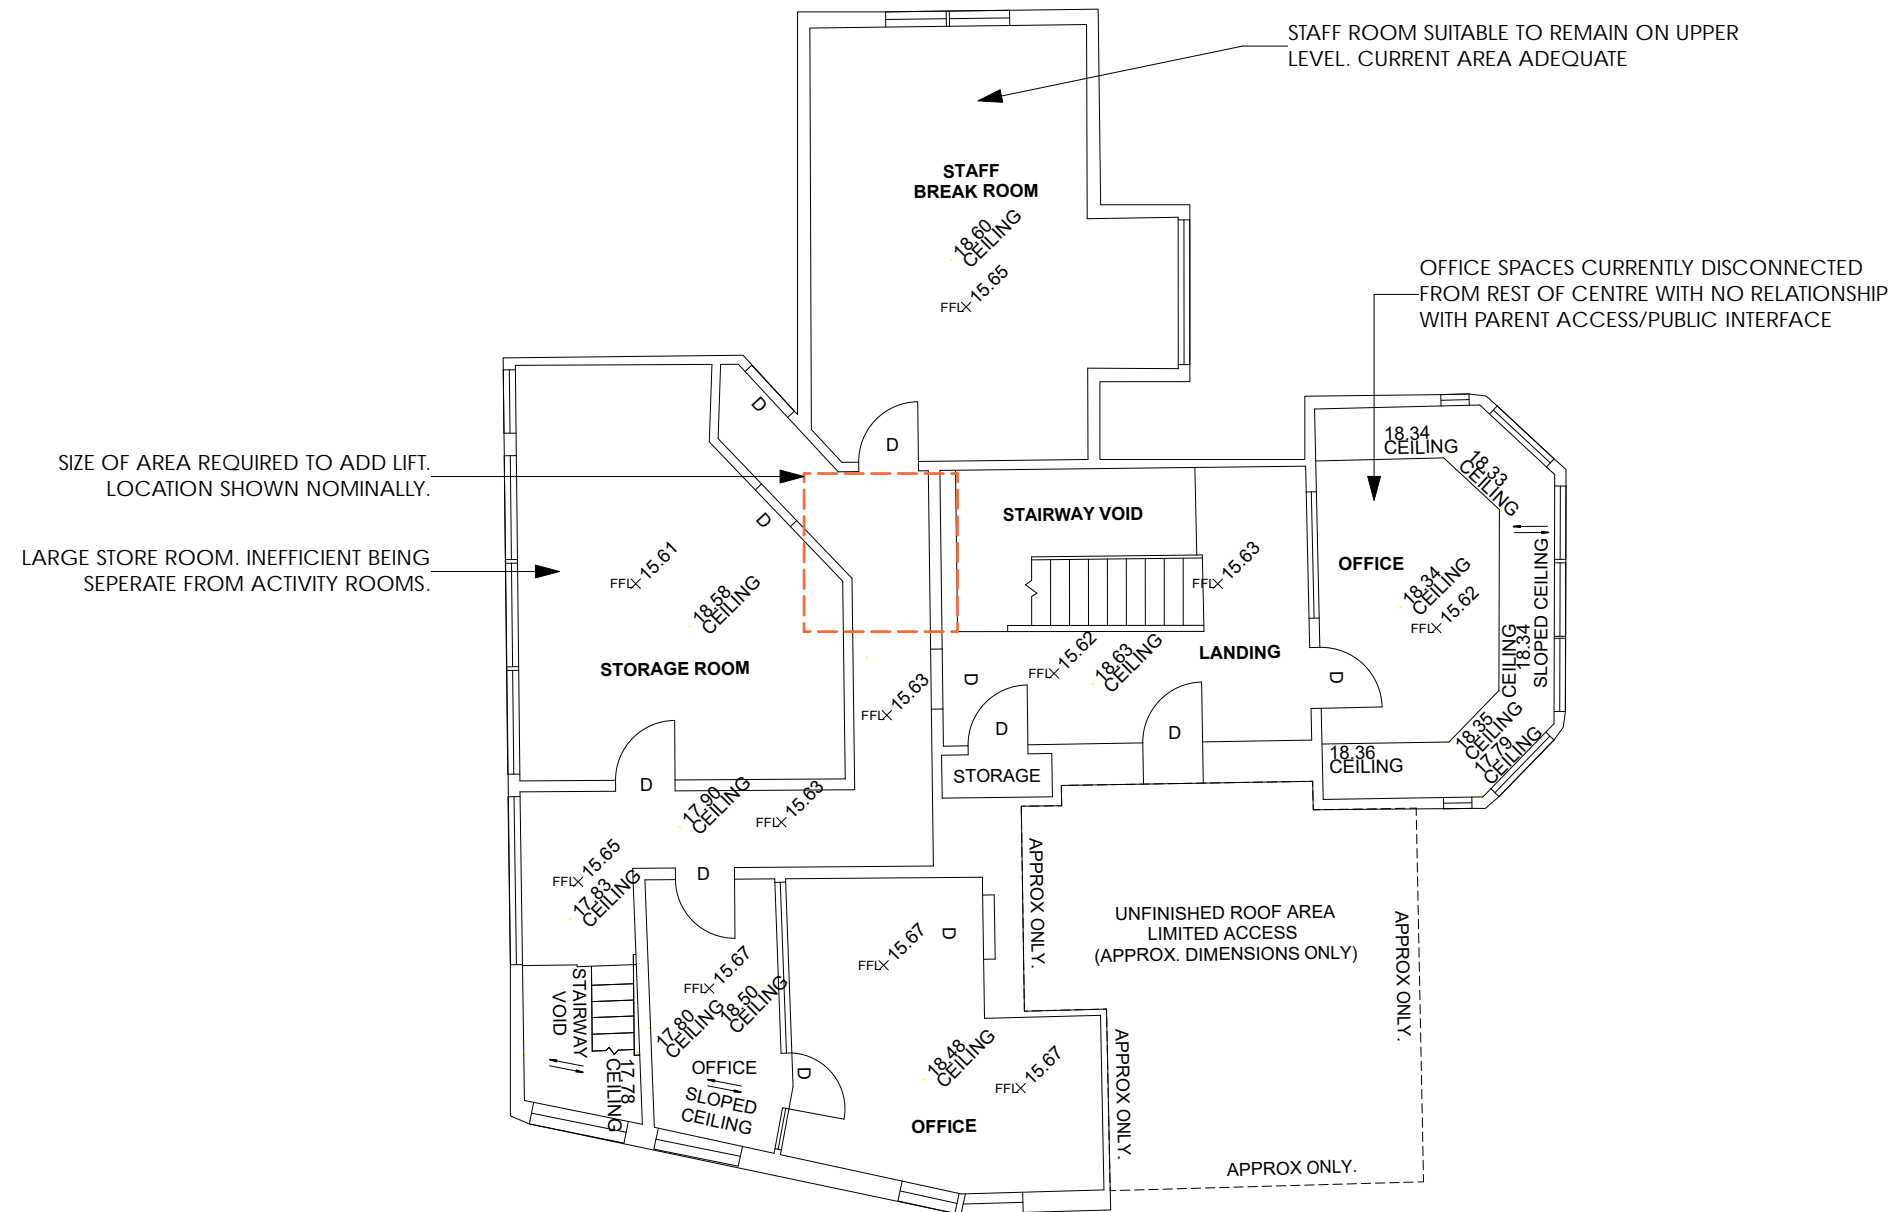 STAFF ROOM SUITABLE TO REMAIN ON UPPER
LEVEL. CURRENT AREA ADEQUATE
STAFF
BREAK ROOM
18.60
CEILING
FFL 15.65
OFFICE SPACES CURRENTLY DISCONNECTED
FROM REST OF CENTRE WITH NO RELATIONSHIP
WITH PARENT ACCESS/PUBLIC INTERFACE
SIZE OF AREA REQUIRED TO ADD LIFT.
LOCATION SHOWN NOMINALLY.
LARGE STORE ROOM. INEFFICIENT BEING
SEPERATE FROM ACTIVITY ROOMS.
D
D
D
FFL 15.61
18.58
CEILING
STORAGE ROOM
STAIRWAY VOID
FFL 15.63
FFL 15.62
18.63
CEILING
LANDING
D
D
D
D
STORAGE
18.34
CEILING
18.33
CEILING
OFFICE
18.34
CEILING
FFL 15.62
SLOPED CEILING
18.34
CEILING
18.35
CEILING
17.79
CEILING
18.36
CEILING
FFL 15.63
D
17.90
CEILING
FFL 15.63
FFL 15.65
17.83
CEILING
D
STAIRWAY
VOID
17.78
CEILING
FFL 15.67
17.80
CEILING
18.50
CEILING
OFFICE
SLOPED
CEILING
D
FFL 15.67
D
18.48
CEILING
FFL 15.67
OFFICE
APPROX ONLY.
UNFINISHED ROOF AREA
LIMITED ACCESS
(APPROX. DIMENSIONS ONLY)
APPROX ONLY.
APPROX ONLY.
APPROX ONLY.